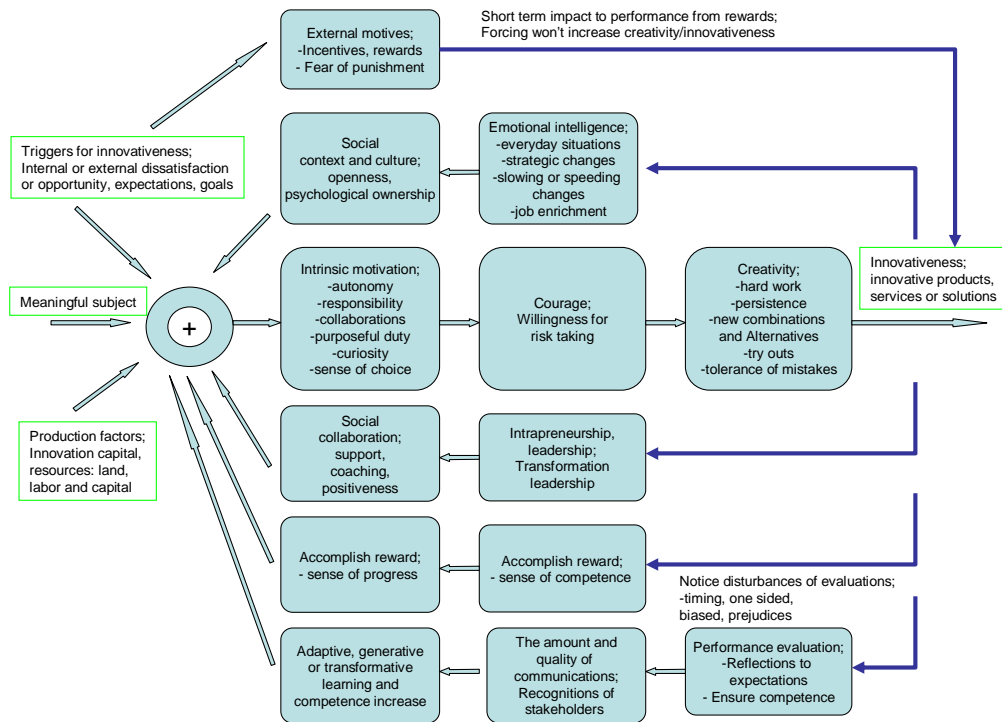 Short term impact to performance from rewards;
Forcing won't increase creativity/innovativeness
External motives;
-Incentives, rewards
- Fear of punishment
Triggers for innovativeness;
Internal or external dissatisfaction
or opportunity, expectations, goals
Social
context and culture;
openness,
psychological ownership
Emotional intelligence;
-everyday situations
-strategic changes
-slowing or speeding
changes
-job enrichment
Meaningful subject
+
Intrinsic motivation;
-autonomy
-responsibility
-collaborations
-purposeful duty
-curiosity
-sense of choice
Courage;
Willingness for
risk taking
Creativity;
-hard work
-persistence
-new combinations
and Alternatives
-try outs
-tolerance of mistakes
Innovativeness;
innovative products,
services or solutions
Production factors;
Innovation capital,
resources: land,
labor and capital
Social
collaboration;
support,
coaching,
positiveness
Intrapreneurship,
leadership;
Transformation
leadership
Accomplish reward;
- sense of progress
Accomplish reward;
- sense of competence
Notice disturbances of evaluations;
-timing, one sided,
biased, prejudices
Adaptive, generative
or transformative
learning and
competence increase
The amount and
quality of
communications;
Recognitions of
stakeholders
Performance evaluation;
-Reflections to
expectations
- Ensure competence